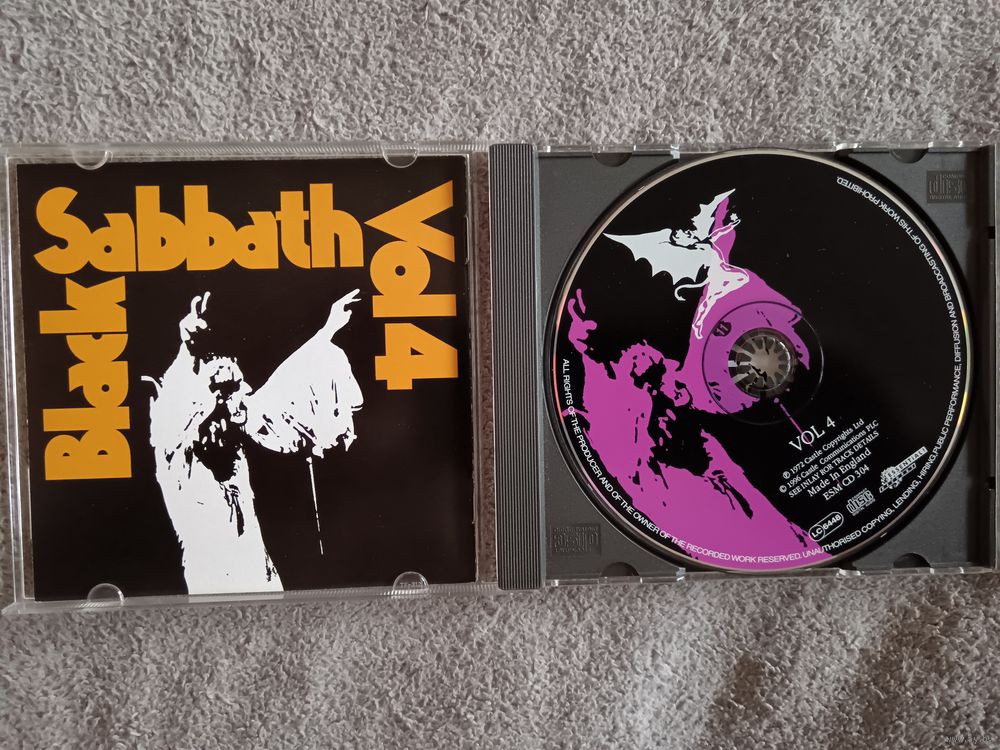 Black
Sabbath
Vol 4
11
VOL 4
℗ 1972 Castle Copyrights Ltd
© 1996 Castle Communications PLC
SEE INLAY FOR TRACK DETAILS
Made In England
ESM CD 304
LC 6448
ALL RIGHTS OF THE PRODUCER AND OF THE OWNER OF THE RECORDED WORK RESERVED. UNAUTHORISED COPYING, LENDING, HIRING, PUBLIC PERFORMANCE, DIFFUSION AND BROADCASTING OF THIS WORK PROHIBITED.